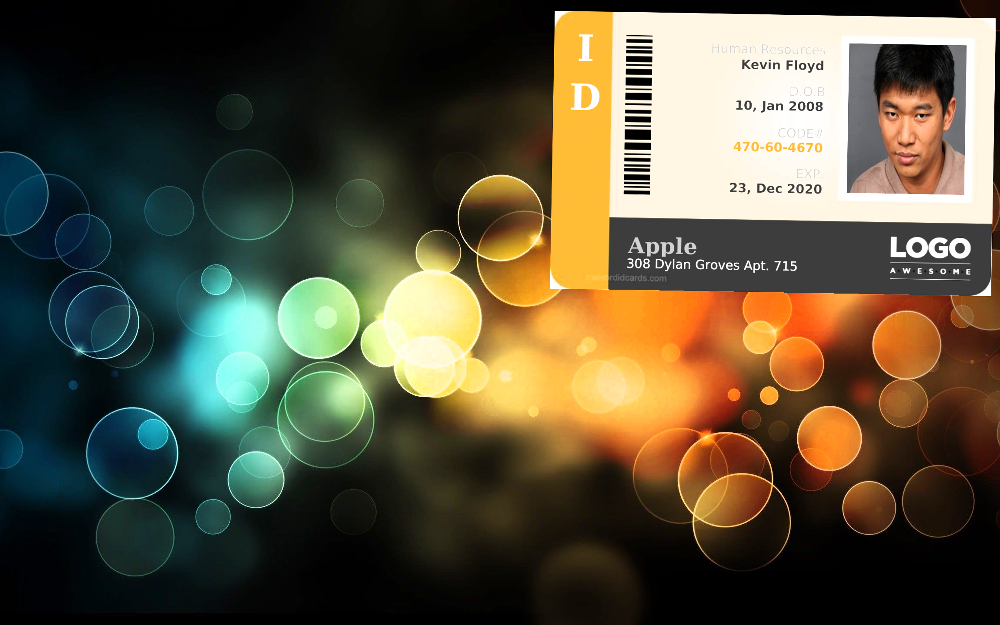 I
D
Human Resources
Kevin Floyd
D.O.B
10, Jan 2008
CODE#
470-60-4670
EXP.
23, Dec 2020
Apple
308 Dylan Groves Apt. 715
LOGO
AWESOME